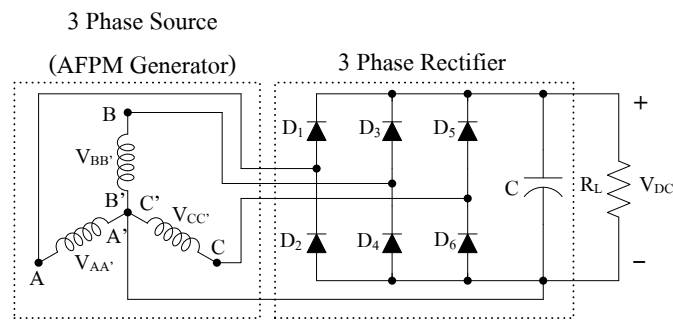 3 Phase Source
(AFPM Generator)
3 Phase Rectifier
B
D1
D3
D5
+
VBB'
B'
C'
VCC'
C
RL
VDC
A'
VAA'
A
C
D2
D4
D6
−